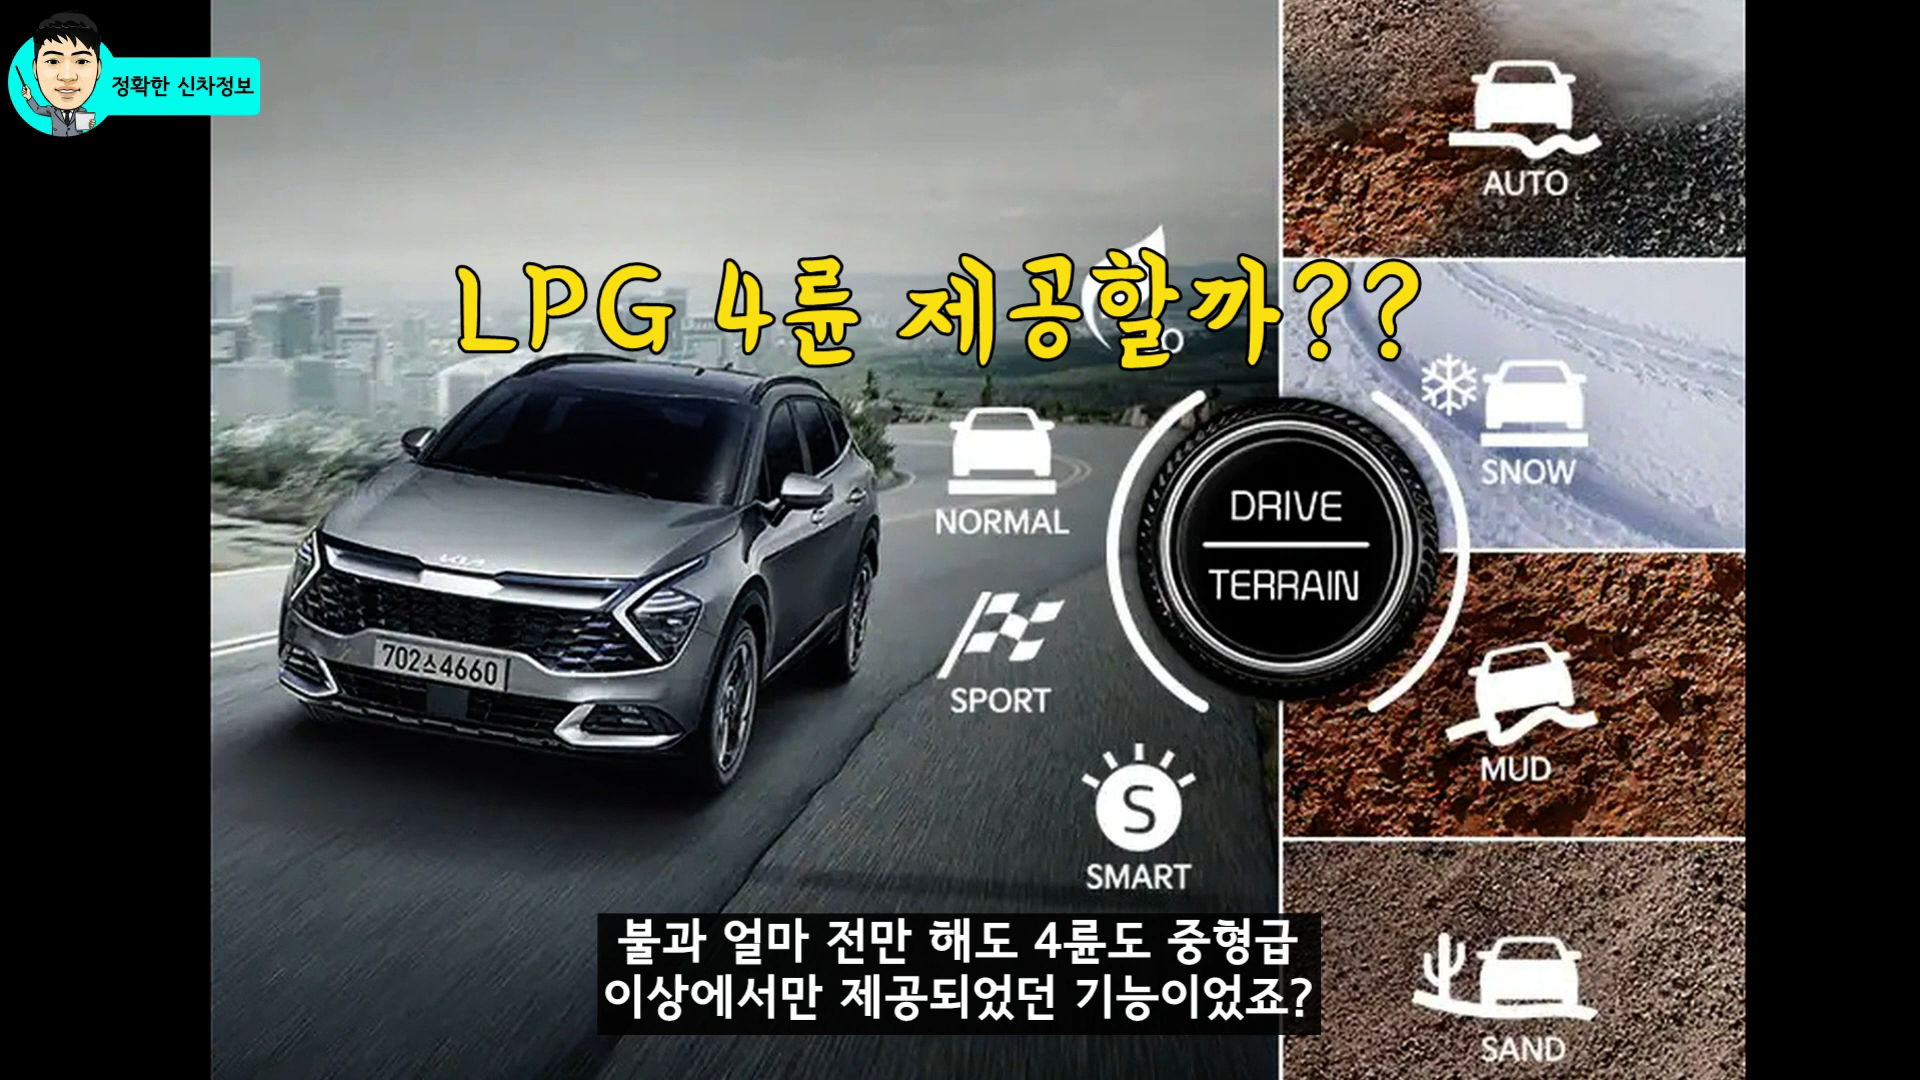 정확한 신차정보
AUTO
LPG 4륜 제공할까??
SNOW
NORMAL
DRIVE
TERRAIN
702스4660
SPORT
MUD
SMART
불과 얼마 전만 해도 4륜도 중형급
이상에서만 제공되었던 기능이었죠?
SAND